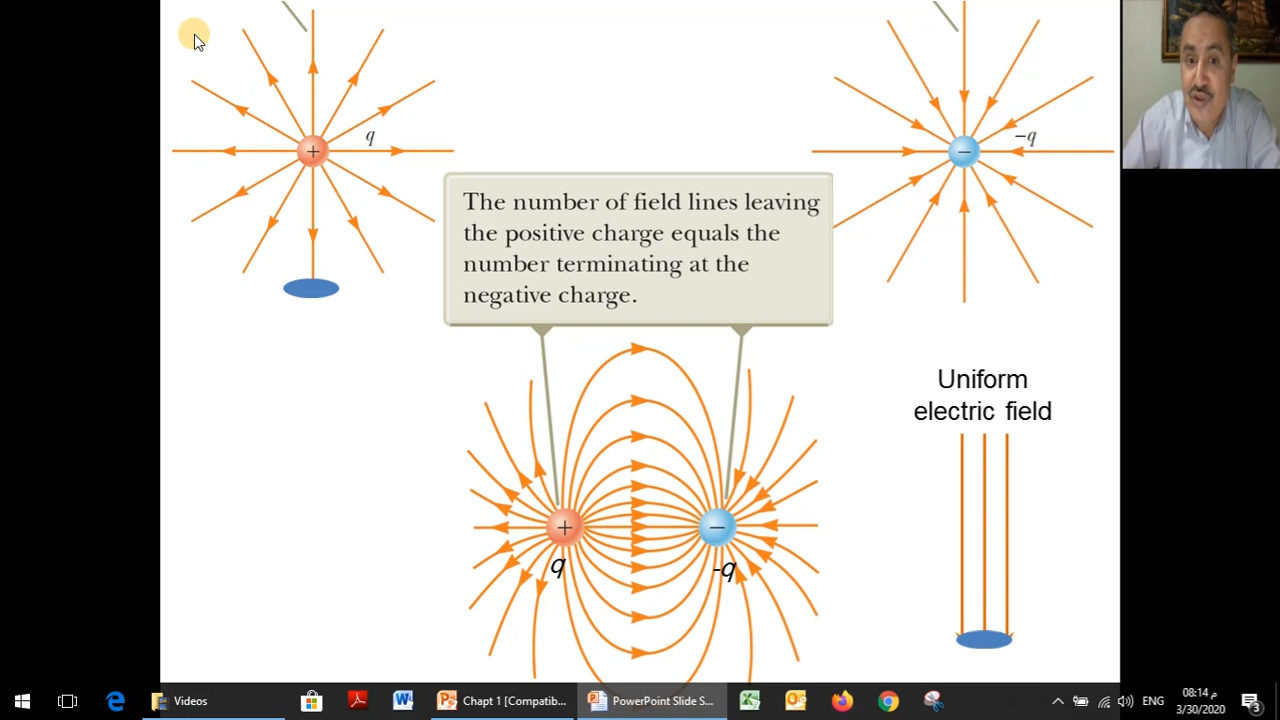 +
q
−
−q
The number of field lines leaving
the positive charge equals the
number terminating at the
negative charge.
Uniform
electric field
+
−
q
-q
Videos
Chapt 1 [Compatib...
PowerPoint Slide S...
ENG
08:14 م
3/30/2020
3